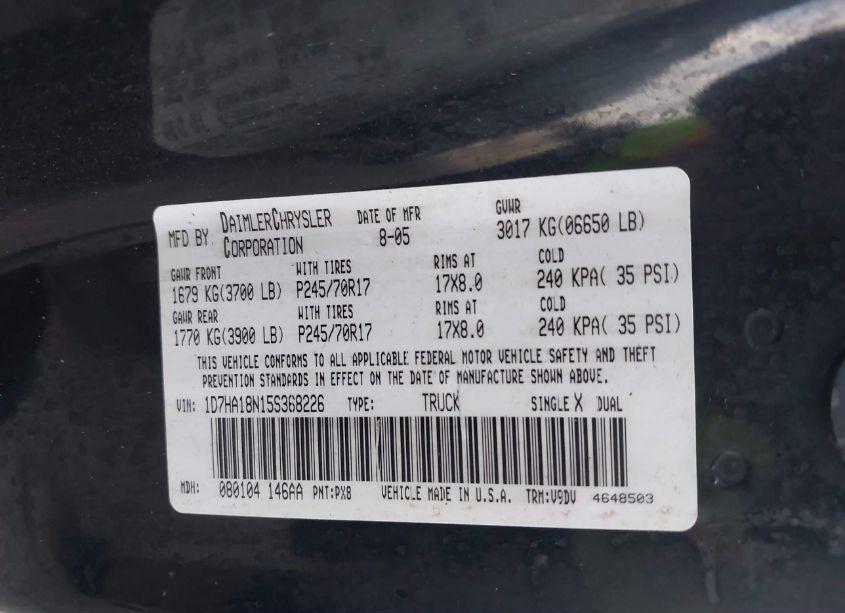 MFD BY DAIMLERCHRYSLER CORPORATION DATE OF MFR 8-05 GVWR 3017 KG(06650 LB)
GAWR FRONT WITH TIRES RIMS AT COLD
1679 KG(3700 LB) P245/70R17 17X8.0 240 KPA( 35 PSI)
GAWR REAR WITH TIRES RIMS AT COLD
1770 KG(3900 LB) P245/70R17 17X8.0 240 KPA( 35 PSI)
THIS VEHICLE CONFORMS TO ALL APPLICABLE FEDERAL MOTOR VEHICLE SAFETY AND THEFT
PREVENTION STANDARDS IN EFFECT ON THE DATE OF MANUFACTURE SHOWN ABOVE.
VIN: 1D7HA18N15S368226 TYPE: TRUCK SINGLE X DUAL
MDH: 080104 146AA PNT:PX8 VEHICLE MADE IN U.S.A. TRM:V9DV 4648503